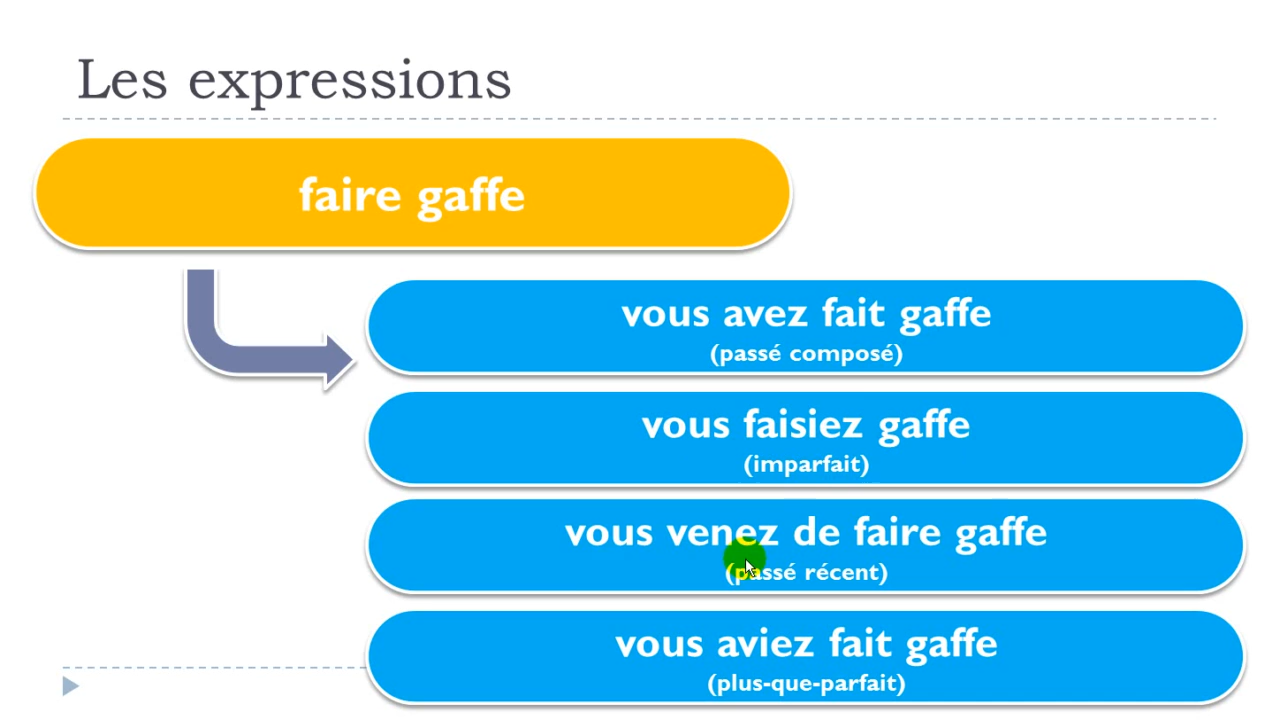 Les expressions
faire gaffe
vous avez fait gaffe
(passé composé)
vous faisiez gaffe
(imparfait)
vous venez de faire gaffe
(passé récent)
vous aviez fait gaffe
(plus-que-parfait)